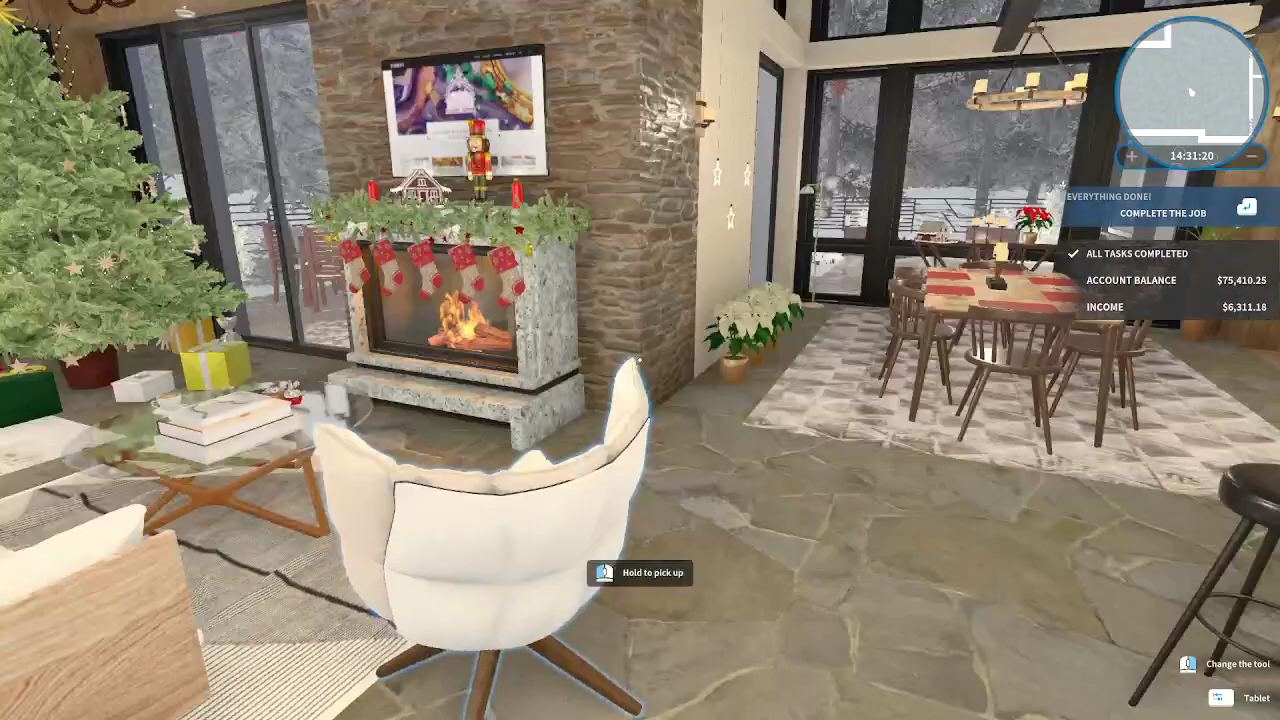 14:31:20
EVERYTHING DONE!
COMPLETE THE JOB
ALL TASKS COMPLETED
ACCOUNT BALANCE $75,410.25
INCOME $6,311.18
Hold to pick up
Change the tool
Tablet